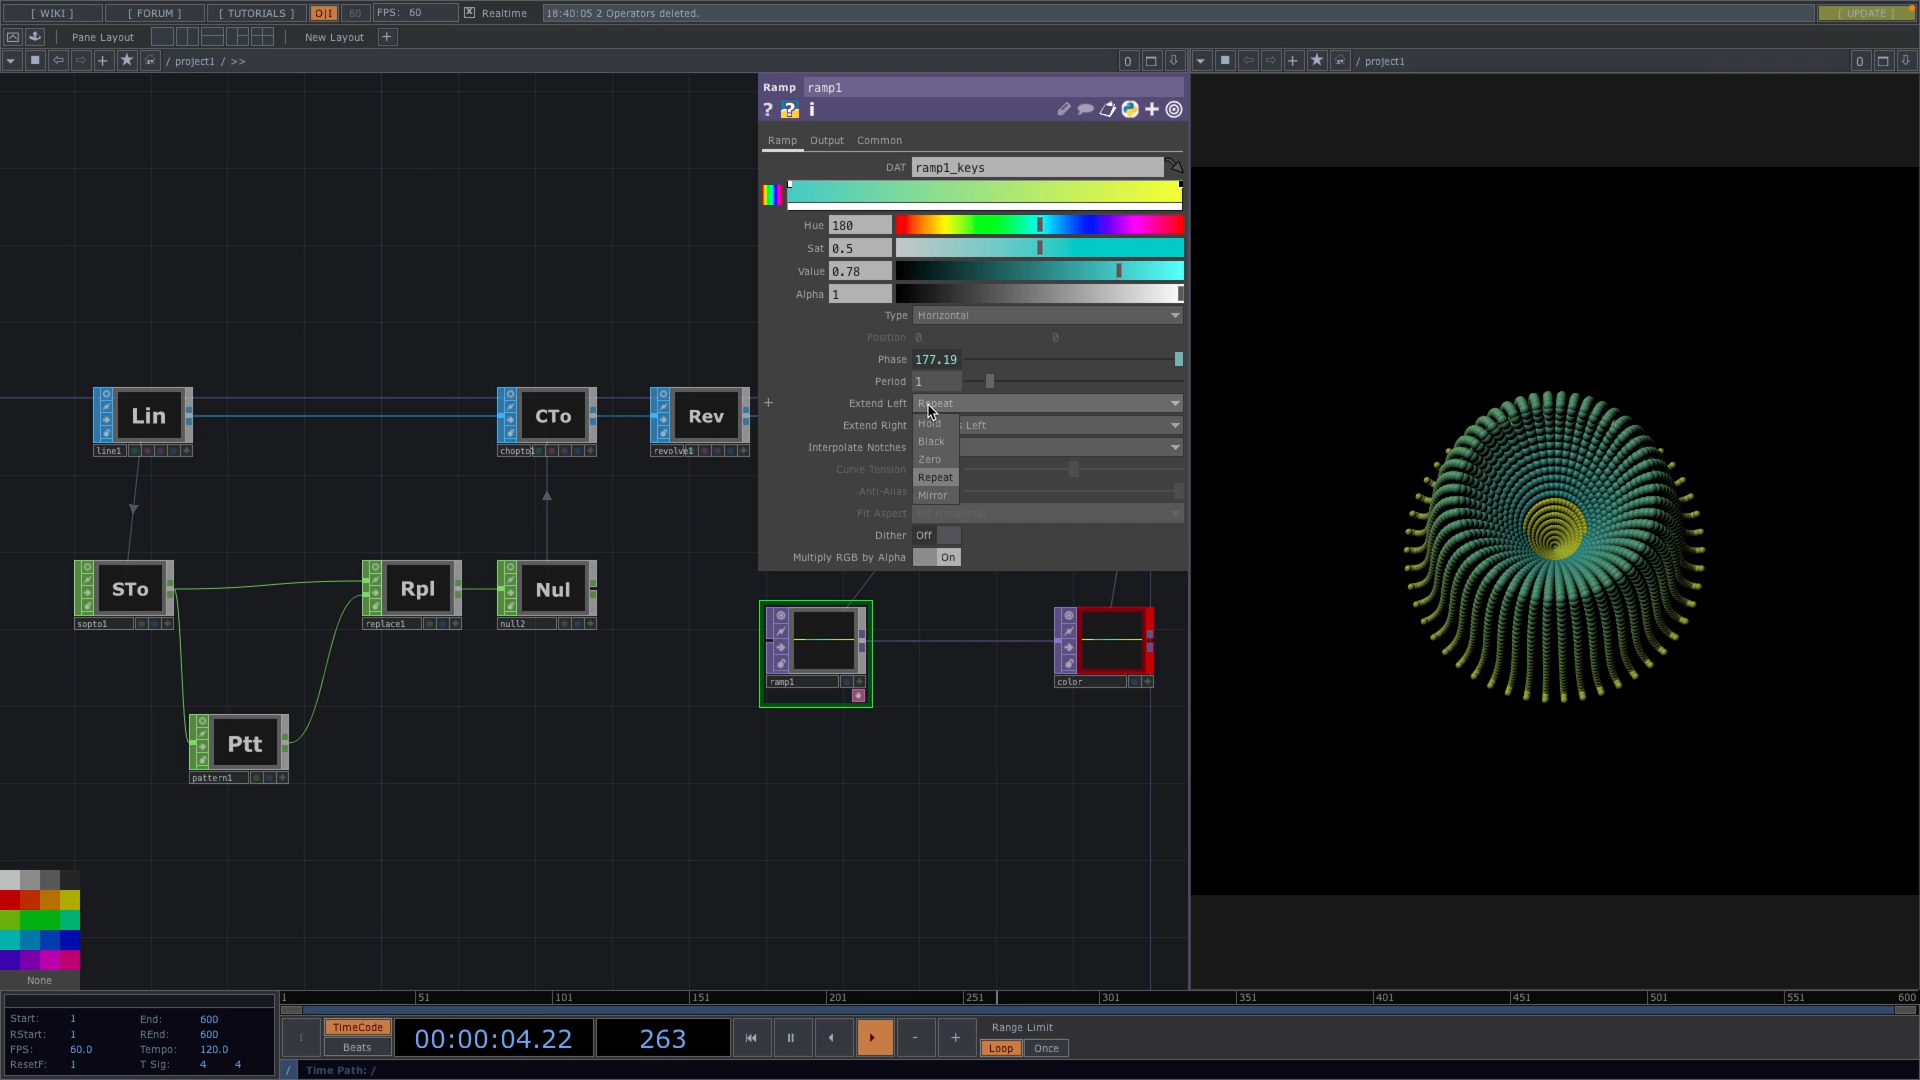 [ WIKI ] [ FORUM ] [ TUTORIALS ] O|I 60 FPS: 60 Realtime 18:40:05 2 Operators deleted. [ UPDATE ]
Pane Layout New Layout +
/ project1 / >> 0 / project1 0
Ramp ramp1
? ? i
Ramp Output Common
DAT ramp1_keys
Hue 180
Sat 0.5
Value 0.78
Alpha 1
Type Horizontal
Position 0 0
Phase 177.19
Period 1
+ Extend Left Repeat
Hold
Extend Right s Left
Black
Interpolate Notches
Zero
Curve Tension
Repeat
Anti-Alias
Mirror
Fit Aspect Fit Horizontal
Dither Off
Multiply RGB by Alpha On
Lin CTo Rev
line1 chopto1 revolve1
STo Rpl Nul
sopto1 replace1 null2
ramp1 color
Ptt
pattern1
None
1 51 101 151 201 251 301 351 401 451 501 551 600
Start: 1 End: 600
RStart: 1 REnd: 600
FPS: 60.0 Tempo: 120.0
ResetF: 1 T Sig: 4 4
TimeCode
Beats
00:00:04.22 263
- +
Range Limit
Loop Once
/ Time Path: /